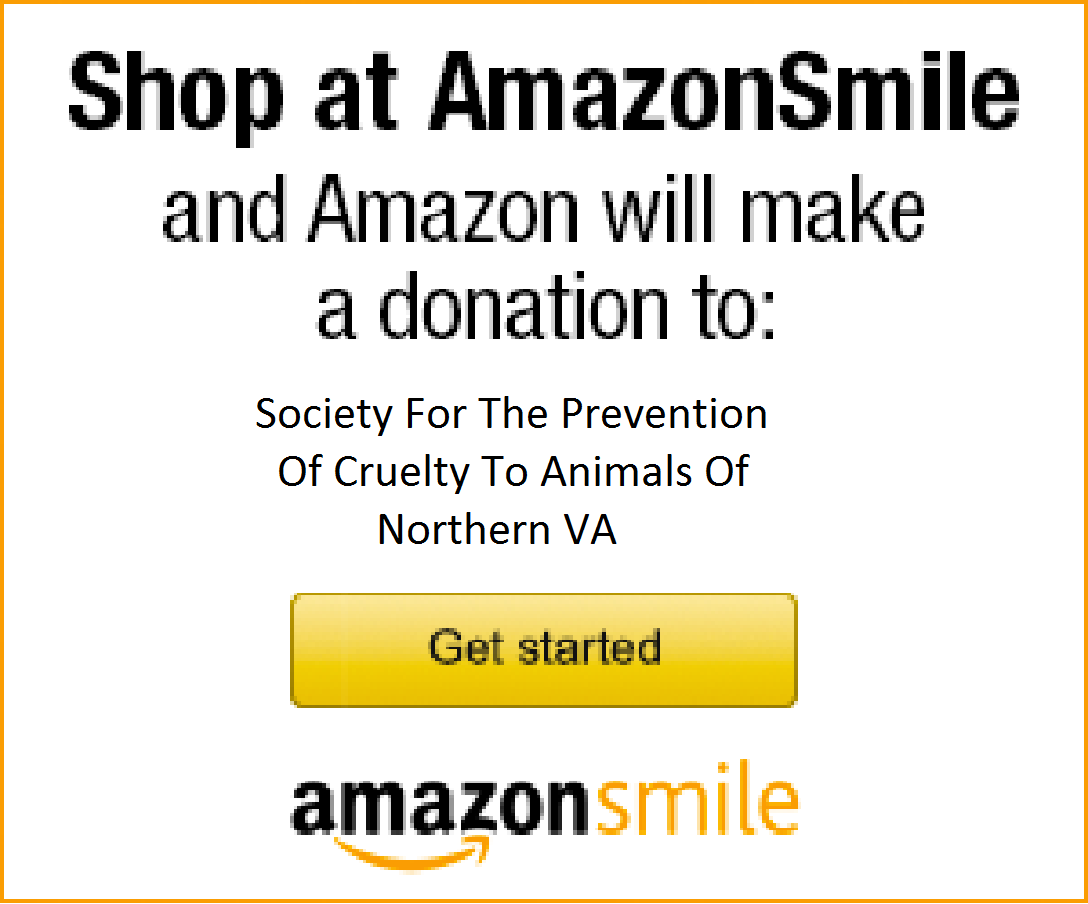 Shop at AmazonSmile
and Amazon will make
a donation to:
Society For The Prevention
Of Cruelty To Animals Of
Northern VA
Get started
amazonsmile